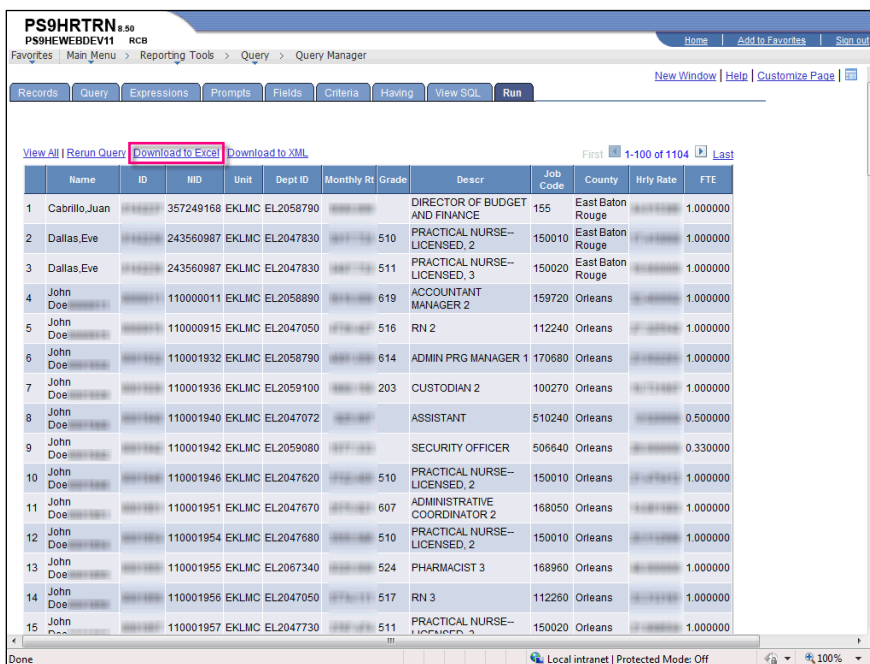 PS9HRTRN 8.50
PS9HEWEBDEV11 RCB
Home | Add to Favorites | Sign out
Favorites Main Menu > Reporting Tools > Query > Query Manager
New Window | Help | Customize Page |
Records Query Expressions Prompts Fields Criteria Having View SQL Run
View All | Rerun Query Download to Excel Download to XML First 1-100 of 1104 Last
Name ID NID Unit Dept ID Monthly Rt Grade Descr Job Code County Hrly Rate FTE
1 Cabrillo,Juan 357249168 EKLMC EL2058790 DIRECTOR OF BUDGET AND FINANCE 155 East Baton Rouge 1.000000
2 Dallas,Eve 243560987 EKLMC EL2047830 510 PRACTICAL NURSE--LICENSED, 2 150010 East Baton Rouge 1.000000
3 Dallas,Eve 243560987 EKLMC EL2047830 511 PRACTICAL NURSE--LICENSED, 3 150020 East Baton Rouge 1.000000
4 John Doe 110000011 EKLMC EL2058890 619 ACCOUNTANT MANAGER 2 159720 Orleans 1.000000
5 John Doe 110000915 EKLMC EL2047050 516 RN 2 112240 Orleans 1.000000
6 John Doe 110001932 EKLMC EL2058790 614 ADMIN PRG MANAGER 1 170680 Orleans 1.000000
7 John Doe 110001936 EKLMC EL2059100 203 CUSTODIAN 2 100270 Orleans 1.000000
8 John Doe 110001940 EKLMC EL2047072 ASSISTANT 510240 Orleans 0.500000
9 John Doe 110001942 EKLMC EL2059080 SECURITY OFFICER 506640 Orleans 0.330000
10 John Doe 110001946 EKLMC EL2047620 510 PRACTICAL NURSE--LICENSED, 2 150010 Orleans 1.000000
11 John Doe 110001951 EKLMC EL2047670 607 ADMINISTRATIVE COORDINATOR 2 168050 Orleans 1.000000
12 John Doe 110001954 EKLMC EL2047680 510 PRACTICAL NURSE--LICENSED, 2 150010 Orleans 1.000000
13 John Doe 110001955 EKLMC EL2067340 524 PHARMACIST 3 168960 Orleans 1.000000
14 John Doe 110001956 EKLMC EL2047050 517 RN 3 112260 Orleans 1.000000
15 John 110001957 EKLMC EL2047730 511 PRACTICAL NURSE-- 150020 Orleans 1.000000
Done Local intranet | Protected Mode: Off 100%